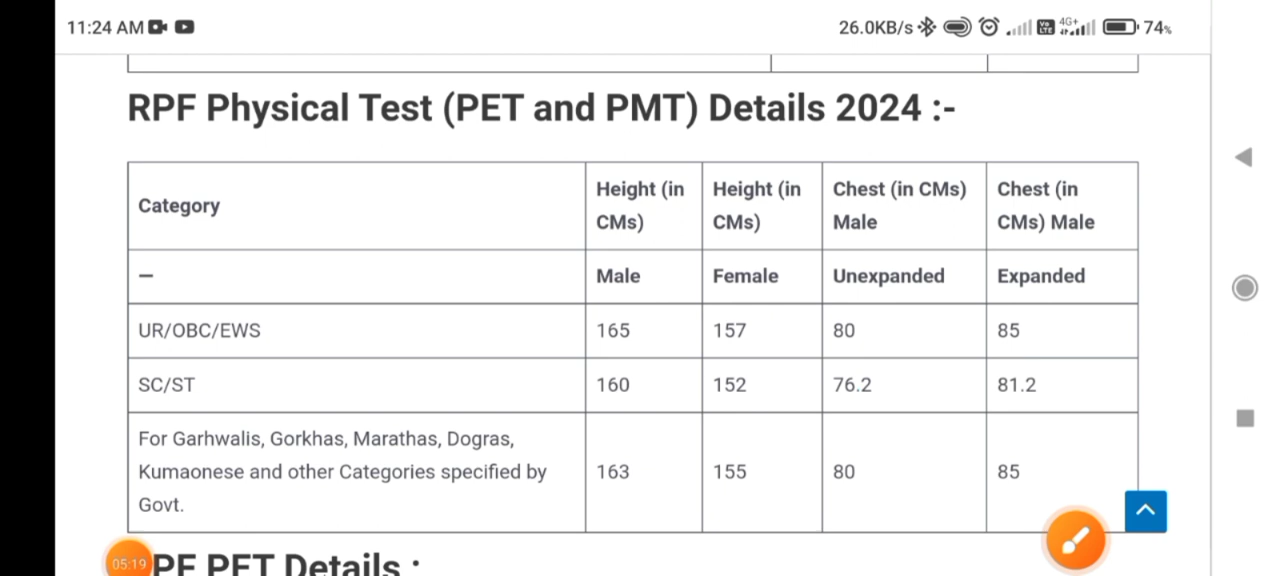 11:24 AM
26.0KB/s 4G+ 74%
RPF Physical Test (PET and PMT) Details 2024 :-
Category Height (in CMs) Height (in CMs) Chest (in CMs) Male Chest (in CMs) Male
— Male Female Unexpanded Expanded
UR/OBC/EWS 165 157 80 85
SC/ST 160 152 76.2 81.2
For Garhwalis, Gorkhas, Marathas, Dogras,
Kumaonese and other Categories specified by 163 155 80 85
Govt.
05:19
PF PET Details :